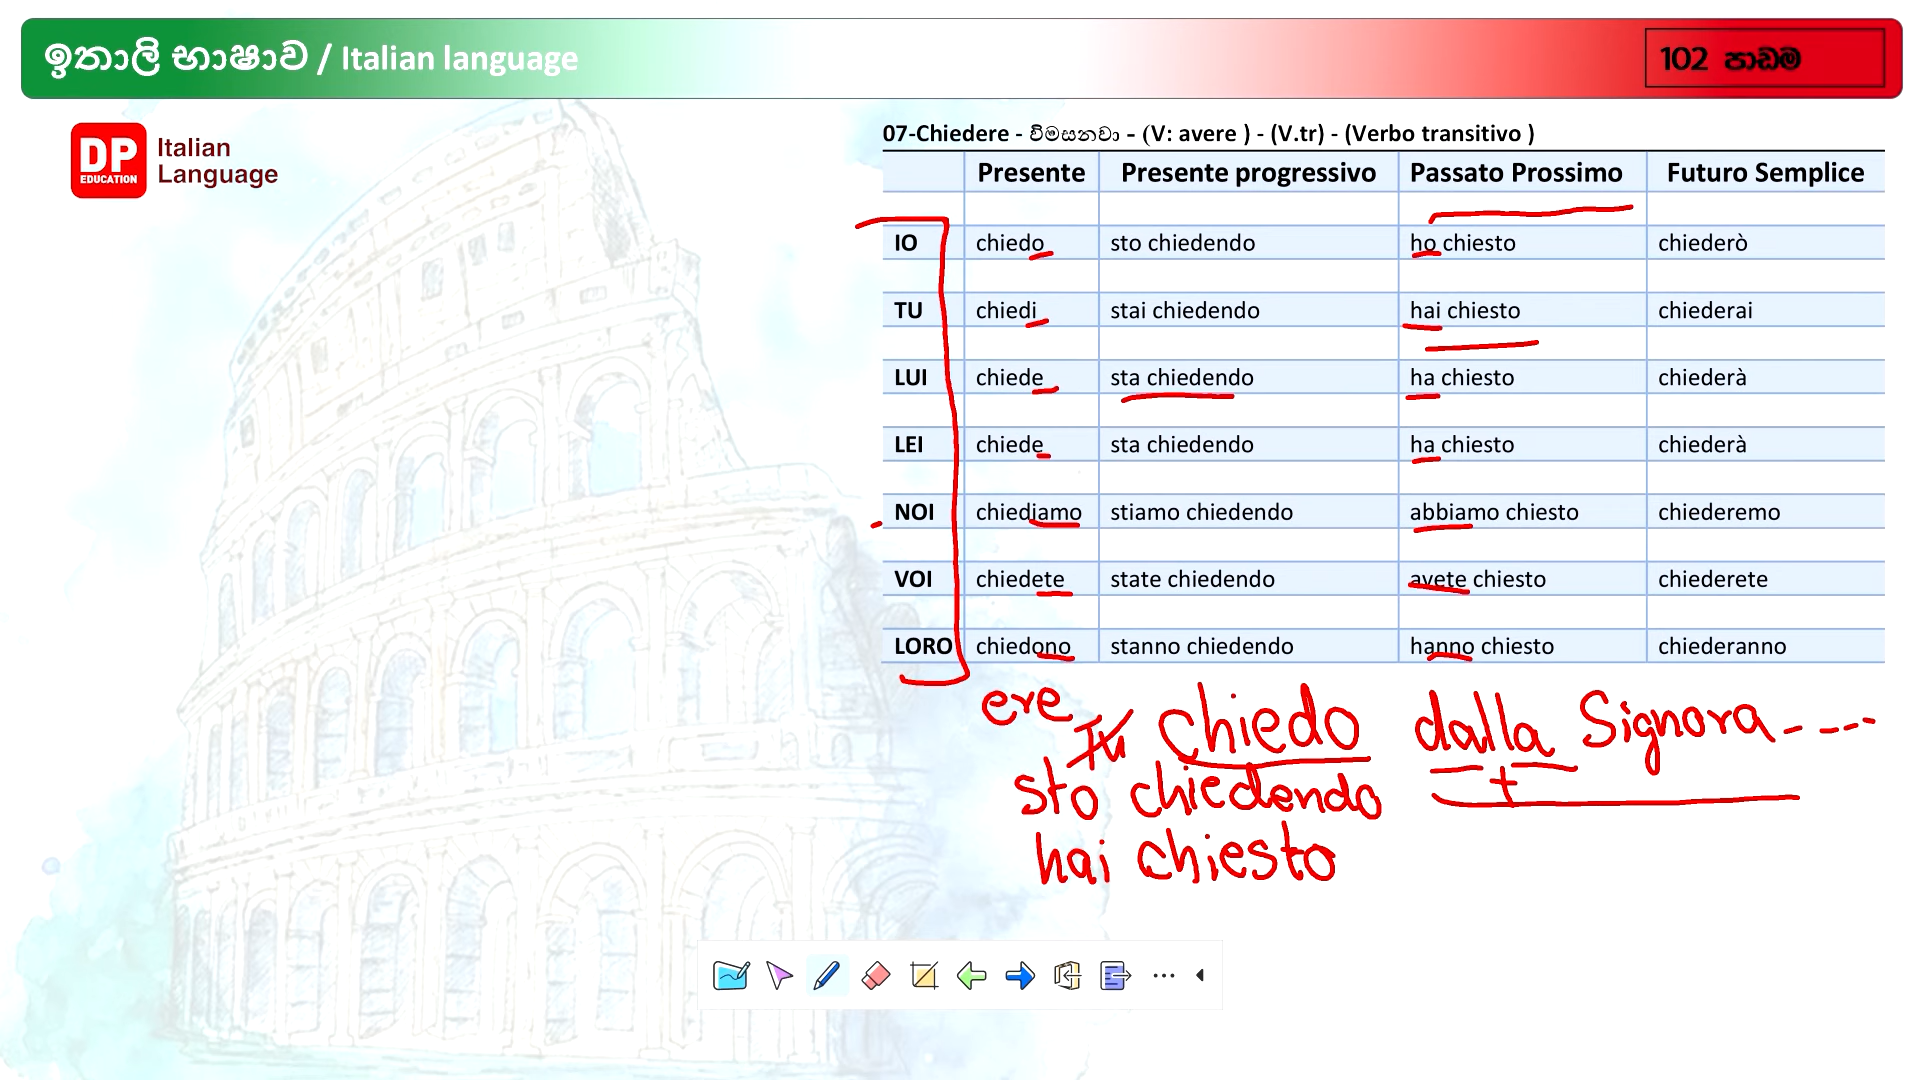 ඉතාලි භාෂාව / Italian language
102 පාඩම
DP
EDUCATION
Italian
Language
07-Chiedere - විමසනවා - (V: avere ) - (V.tr) - (Verbo transitivo )
Presente Presente progressivo Passato Prossimo Futuro Semplice
IO chiedo sto chiedendo ho chiesto chiederò
TU chiedi stai chiedendo hai chiesto chiederai
LUI chiede sta chiedendo ha chiesto chiederà
LEI chiede sta chiedendo ha chiesto chiederà
NOI chiediamo stiamo chiedendo abbiamo chiesto chiederemo
VOI chiedete state chiedendo avete chiesto chiederete
LORO chiedono stanno chiedendo hanno chiesto chiederanno
ere
chiedo dalla Signora - - - -
sto chiedendo
hai chiesto